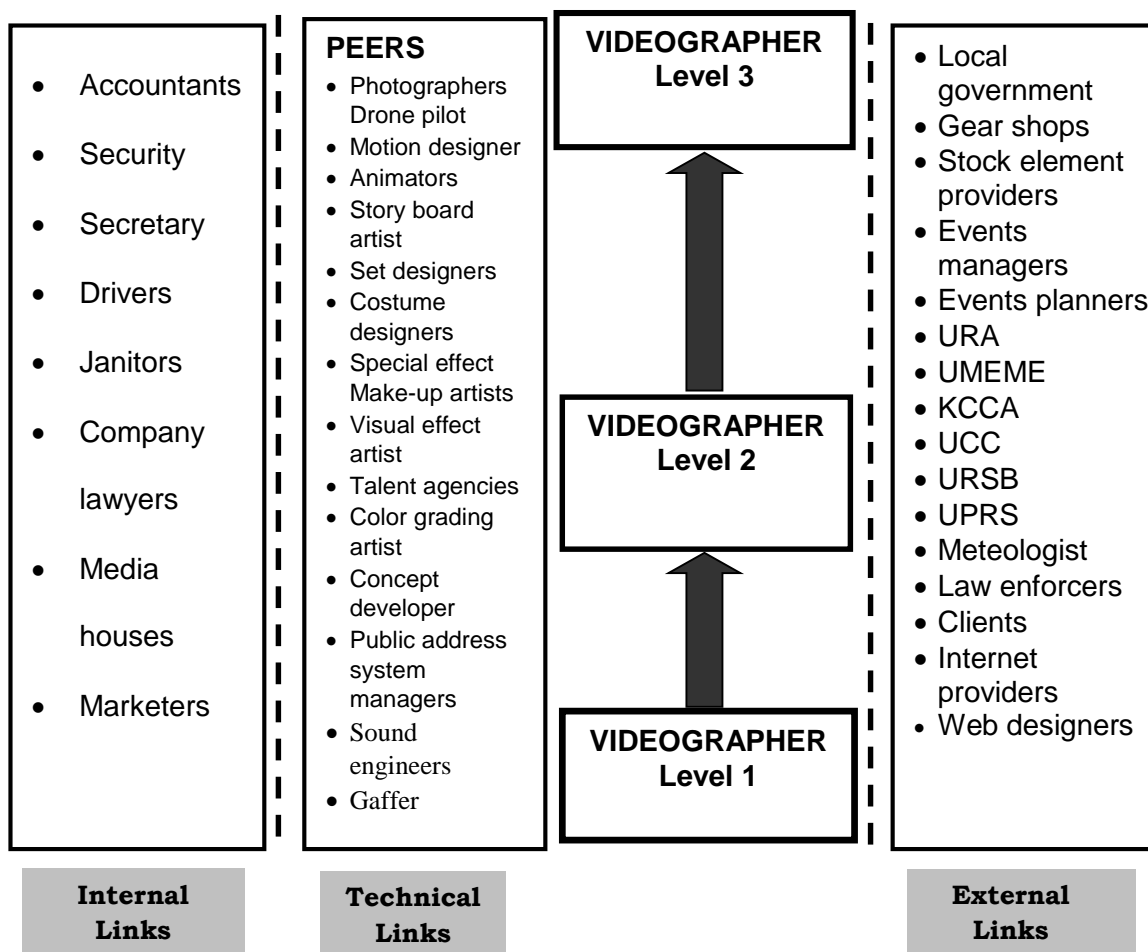 • Accountants
• Security
• Secretary
• Drivers
• Janitors
• Company
lawyers
• Media
houses
• Marketers
Internal
Links
PEERS
• Photographers
Drone pilot
• Motion designer
• Animators
• Story board
artist
• Set designers
• Costume
designers
• Special effect
Make-up artists
• Visual effect
artist
• Talent agencies
• Color grading
artist
• Concept
developer
• Public address
system
managers
• Sound
engineers
• Gaffer
Technical
Links
VIDEOGRAPHER
Level 3
VIDEOGRAPHER
Level 2
VIDEOGRAPHER
Level 1
• Local
government
• Gear shops
• Stock element
providers
• Events
managers
• Events planners
• URA
• UMEME
• KCCA
• UCC
• URSB
• UPRS
• Meteologist
• Law enforcers
• Clients
• Internet
providers
• Web designers
External
Links